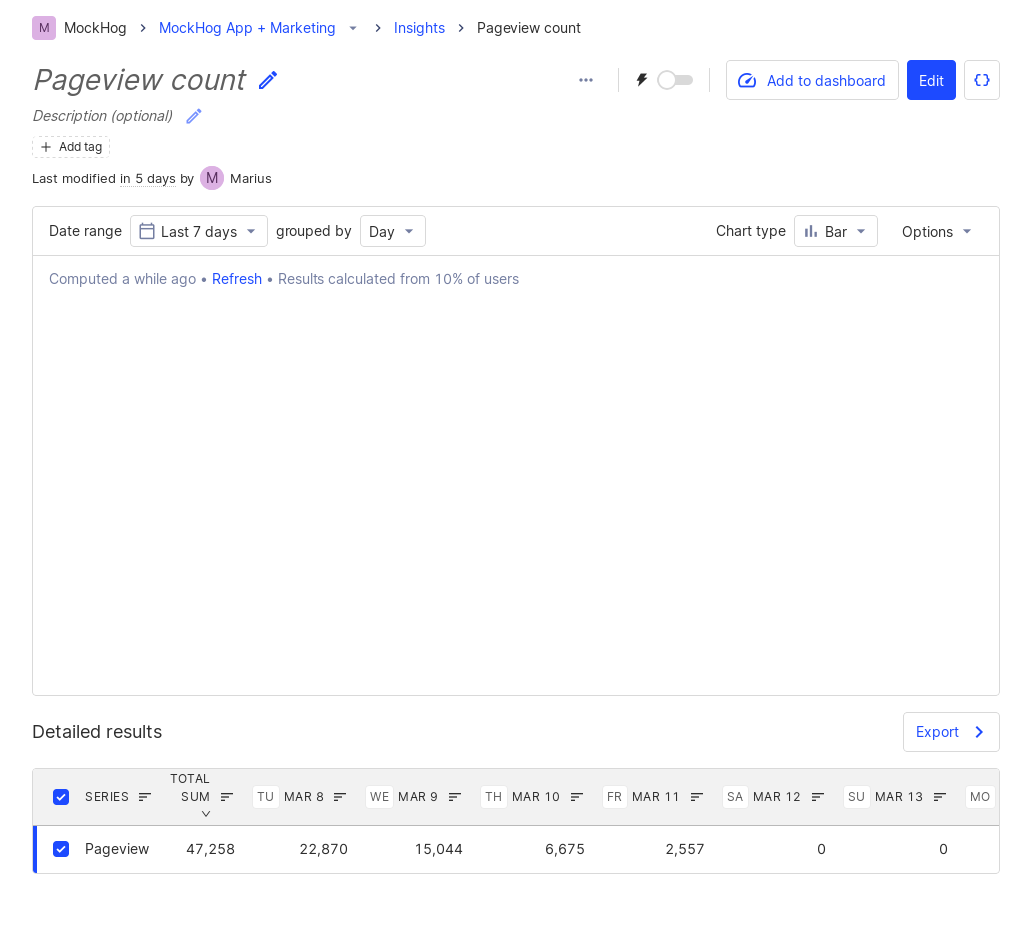 M MockHog > MockHog App + Marketing > Insights > Pageview count
Pageview count
Add to dashboard Edit {}
Description (optional)
+ Add tag
Last modified in 5 days by M Marius
Date range Last 7 days grouped by Day Chart type Bar Options
Computed a while ago • Refresh • Results calculated from 10% of users
Detailed results
Export >
SERIES TOTAL SUM TU MAR 8 WE MAR 9 TH MAR 10 FR MAR 11 SA MAR 12 SU MAR 13 MO
Pageview 47,258 22,870 15,044 6,675 2,557 0 0